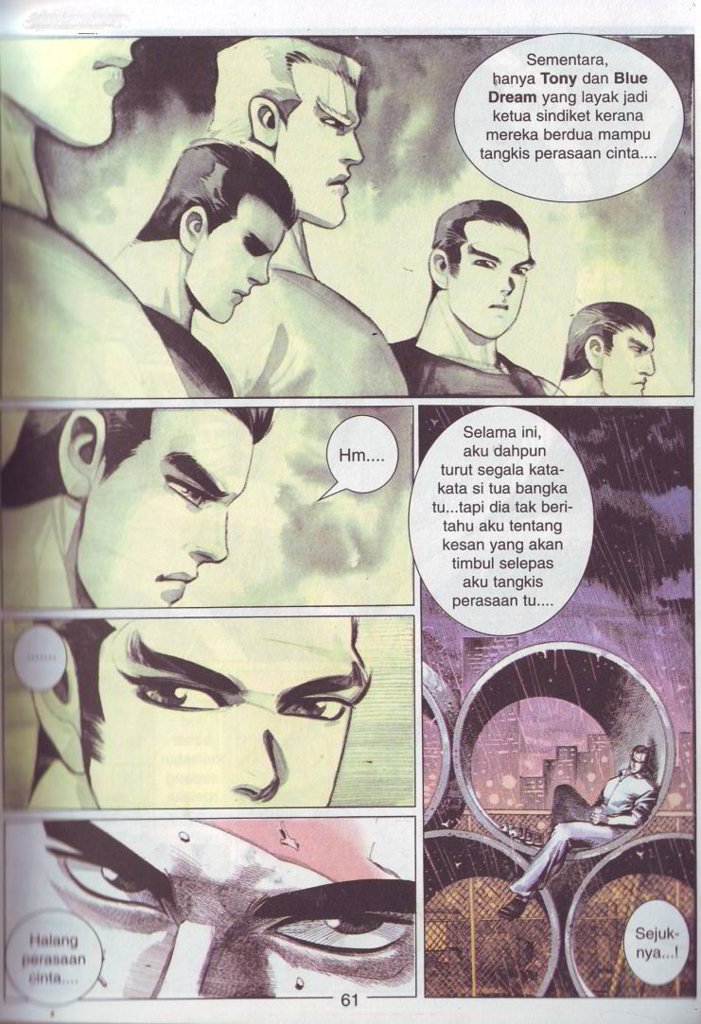 Sementara,
hanya Tony dan Blue
Dream yang layak jadi
ketua sindiket kerana
mereka berdua mampu
tangkis perasaan cinta....
Hm....
........
Halang
perasaan
cinta....
Selama ini,
aku dahpun
turut segala kata-
kata si tua bangka
tu...tapi dia tak beri-
tahu aku tentang
kesan yang akan
timbul selepas
aku tangkis
perasaan tu....
Sejuk-
nya...!
61